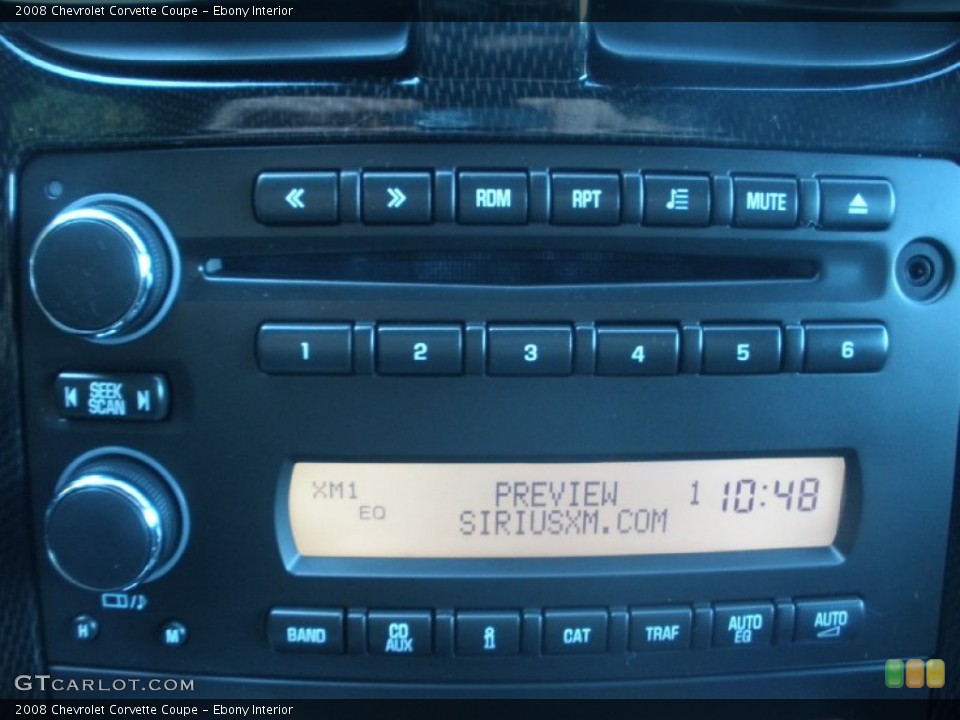 2008 Chevrolet Corvette Coupe – Ebony Interior
RDM RPT MUTE
1 2 3 4 5 6
SEEK
SCAN
XM1 PREVIEW 1 10:48
EQ SIRIUSXM.COM
H M
BAND CD AUX i CAT TRAF AUTO EQ AUTO
GTCARLOT.COM
2008 Chevrolet Corvette Coupe – Ebony Interior